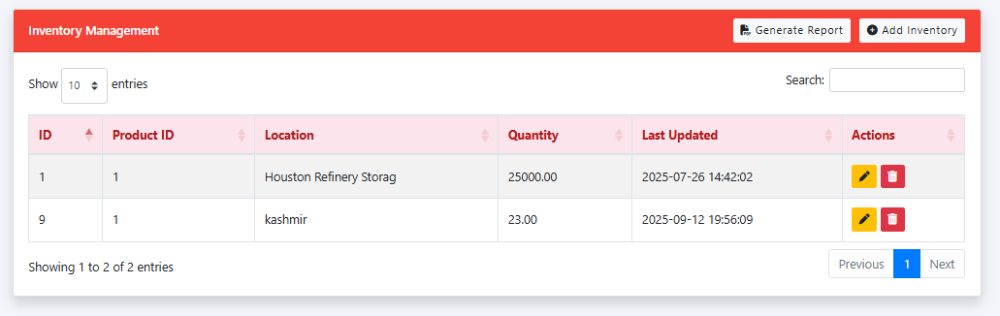 Inventory Management Generate Report Add Inventory
Show 10 entries Search:
ID Product ID Location Quantity Last Updated Actions
1 1 Houston Refinery Storag 25000.00 2025-07-26 14:42:02
9 1 kashmir 23.00 2025-09-12 19:56:09
Showing 1 to 2 of 2 entries Previous 1 Next